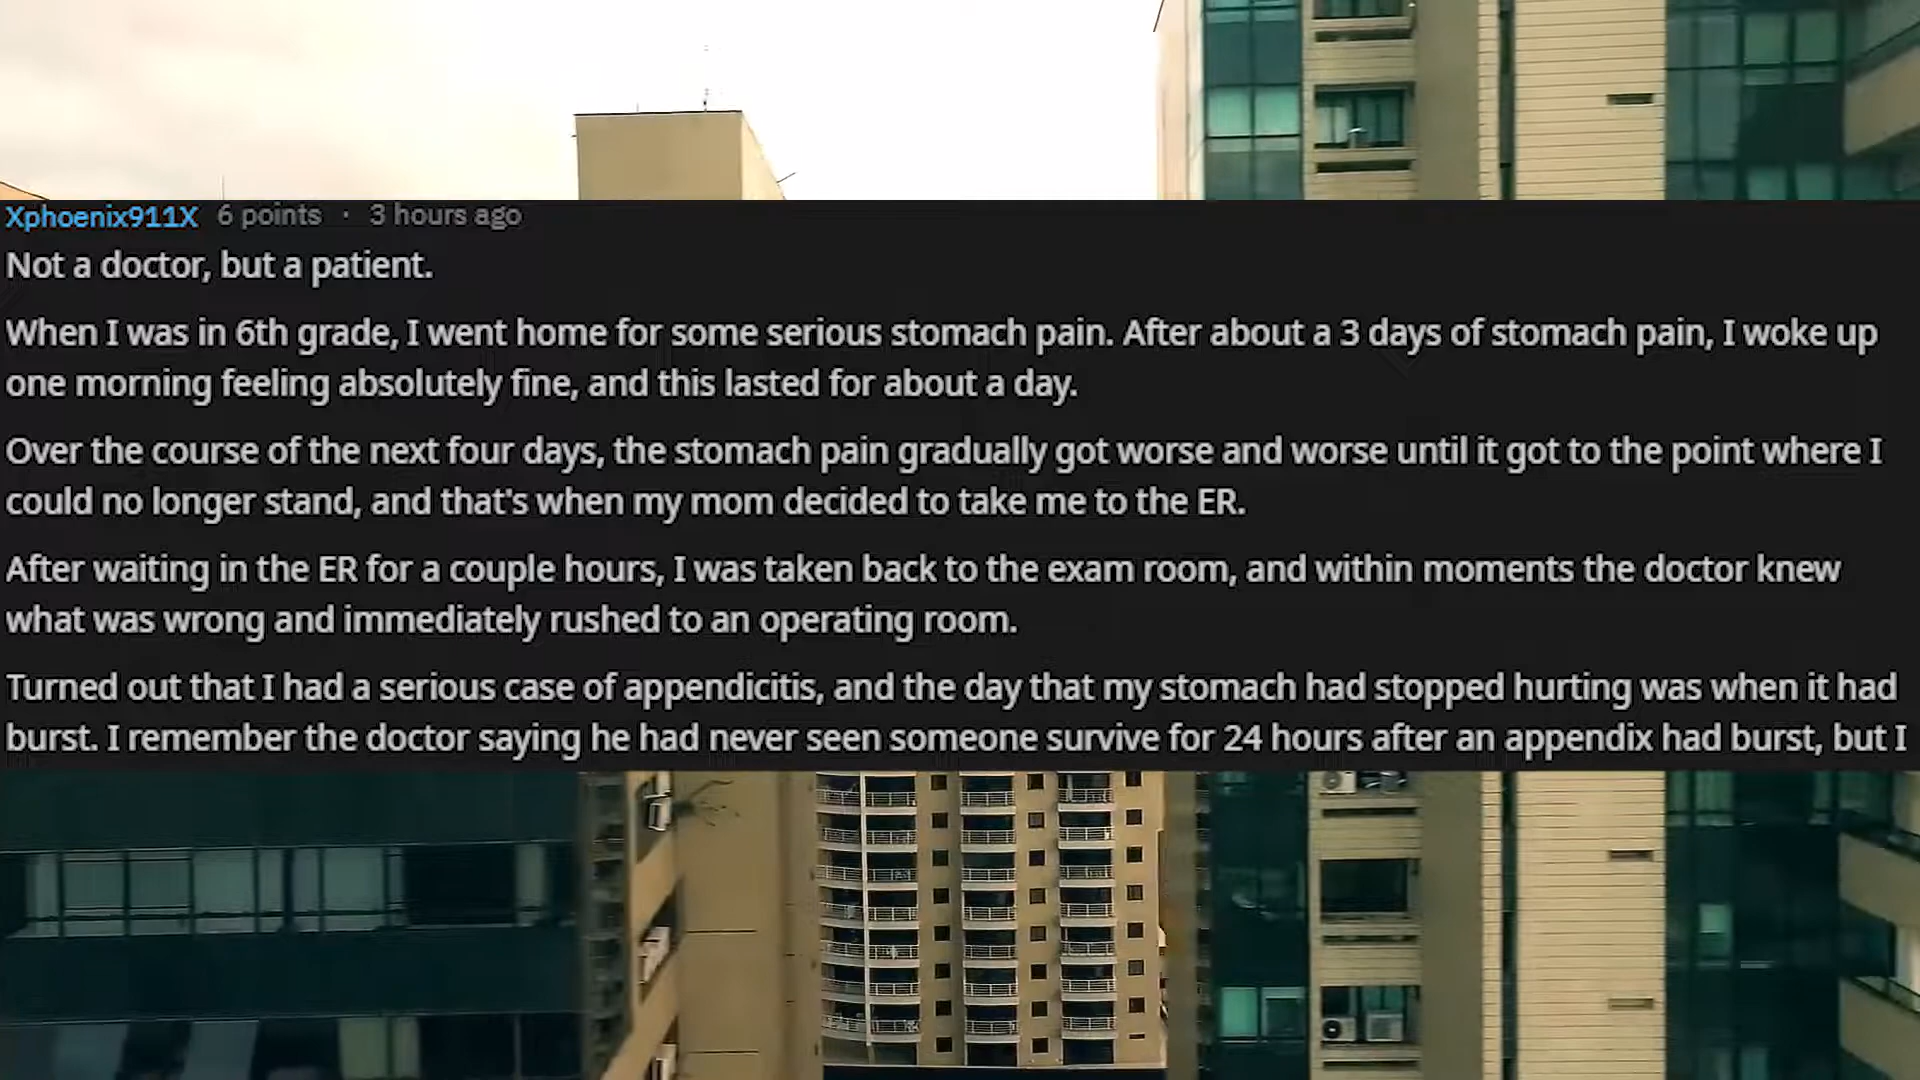 Xphoenix911X 6 points · 3 hours ago
Not a doctor, but a patient.
When I was in 6th grade, I went home for some serious stomach pain. After about a 3 days of stomach pain, I woke up
one morning feeling absolutely fine, and this lasted for about a day.
Over the course of the next four days, the stomach pain gradually got worse and worse until it got to the point where I
could no longer stand, and that's when my mom decided to take me to the ER.
After waiting in the ER for a couple hours, I was taken back to the exam room, and within moments the doctor knew
what was wrong and immediately rushed to an operating room.
Turned out that I had a serious case of appendicitis, and the day that my stomach had stopped hurting was when it had
burst. I remember the doctor saying he had never seen someone survive for 24 hours after an appendix had burst, but I